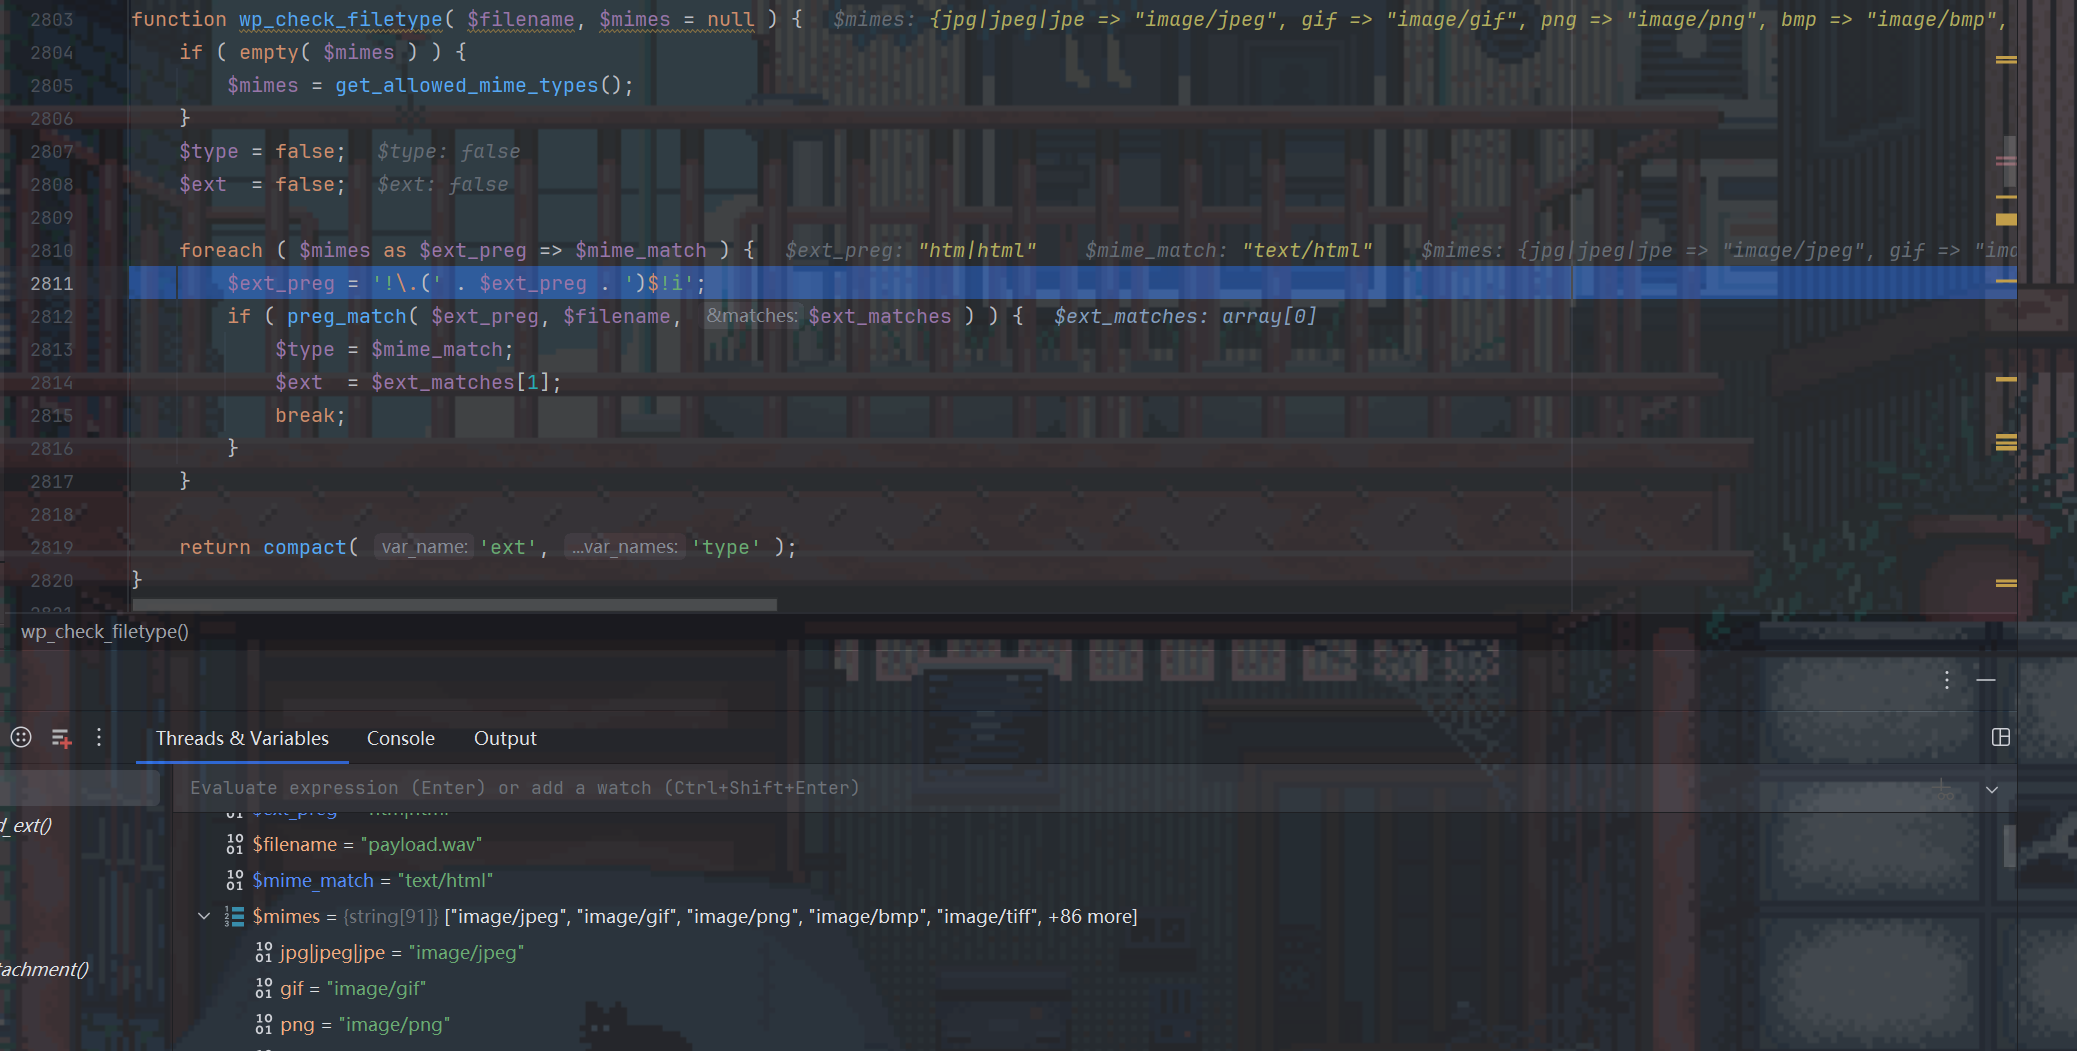 2803 function wp_check_filetype( $filename, $mimes = null ) { $mimes: {jpg|jpeg|jpe => "image/jpeg", gif => "image/gif", png => "image/png", bmp => "image/bmp",
2804 if ( empty( $mimes ) ) {
2805 $mimes = get_allowed_mime_types();
2806 }
2807 $type = false; $type: false
2808 $ext = false; $ext: false
2809
2810 foreach ( $mimes as $ext_preg => $mime_match ) { $ext_preg: "htm|html" $mime_match: "text/html" $mimes: {jpg|jpeg|jpe => "image/jpeg", gif => "ima
2811 $ext_preg = '!\.(' . $ext_preg . ')$!i';
2812 if ( preg_match( $ext_preg, $filename, &matches: $ext_matches ) ) { $ext_matches: array[0]
2813 $type = $mime_match;
2814 $ext = $ext_matches[1];
2815 break;
2816 }
2817 }
2818
2819 return compact( var_name: 'ext', ...var_names: 'type' );
2820 }
2821
wp_check_filetype()
Threads & Variables Console Output
Evaluate expression (Enter) or add a watch (Ctrl+Shift+Enter)
$ext_preg = "htm|html"
d_ext()
$filename = "payload.wav"
$mime_match = "text/html"
$mimes = {string[91]} ["image/jpeg", "image/gif", "image/png", "image/bmp", "image/tiff", +86 more]
jpg|jpeg|jpe = "image/jpeg"
tachment()
gif = "image/gif"
png = "image/png"